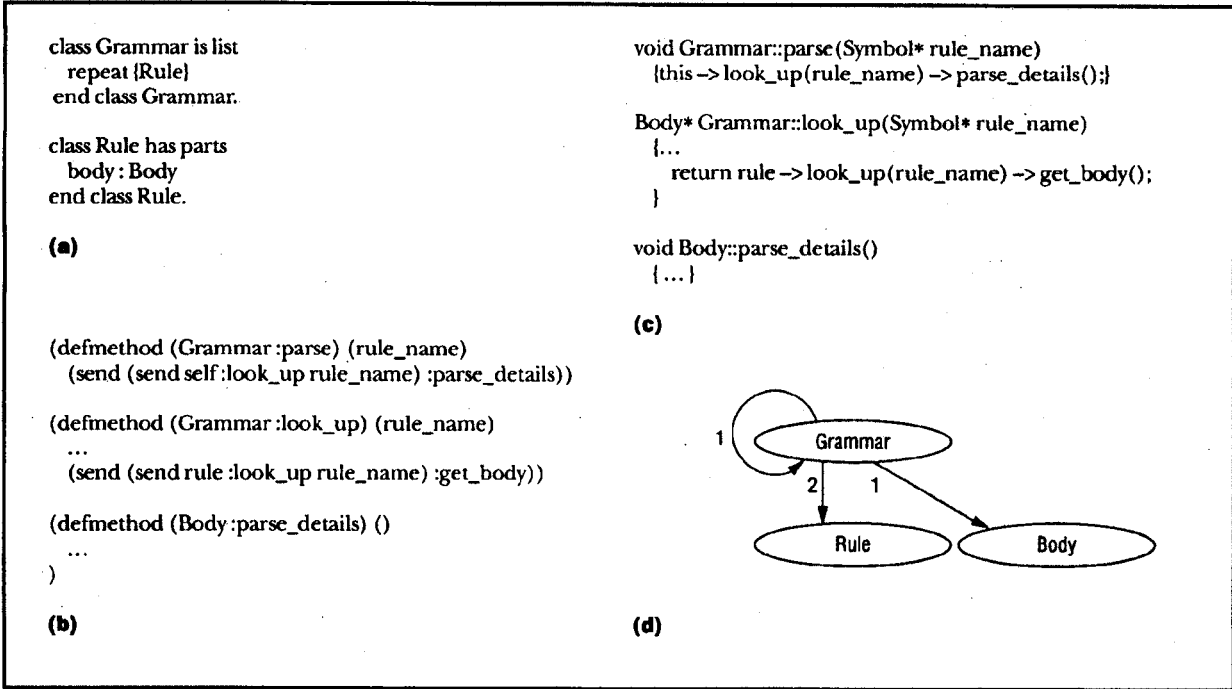 class Grammar is list
repeat {Rule}
end class Grammar.
class Rule has parts
body : Body
end class Rule.
(a)
(defmethod (Grammar :parse) (rule_name)
(send (send self :look_up rule_name) :parse_details))
(defmethod (Grammar :look_up) (rule_name)
...
(send (send rule :look_up rule_name) :get_body))
(defmethod (Body :parse_details) ()
...
)
(b)
void Grammar::parse(Symbol* rule_name)
{this -> look_up(rule_name) -> parse_details();}
Body* Grammar::look_up(Symbol* rule_name)
{...
return rule -> look_up(rule_name) -> get_body();
}
void Body::parse_details()
{ ... }
(c)
1
Grammar
2
1
Rule
Body
(d)